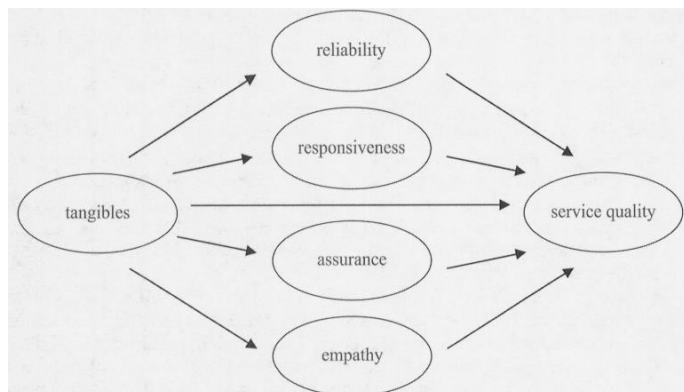 reliability
responsiveness
tangibles
service quality
assurance
empathy